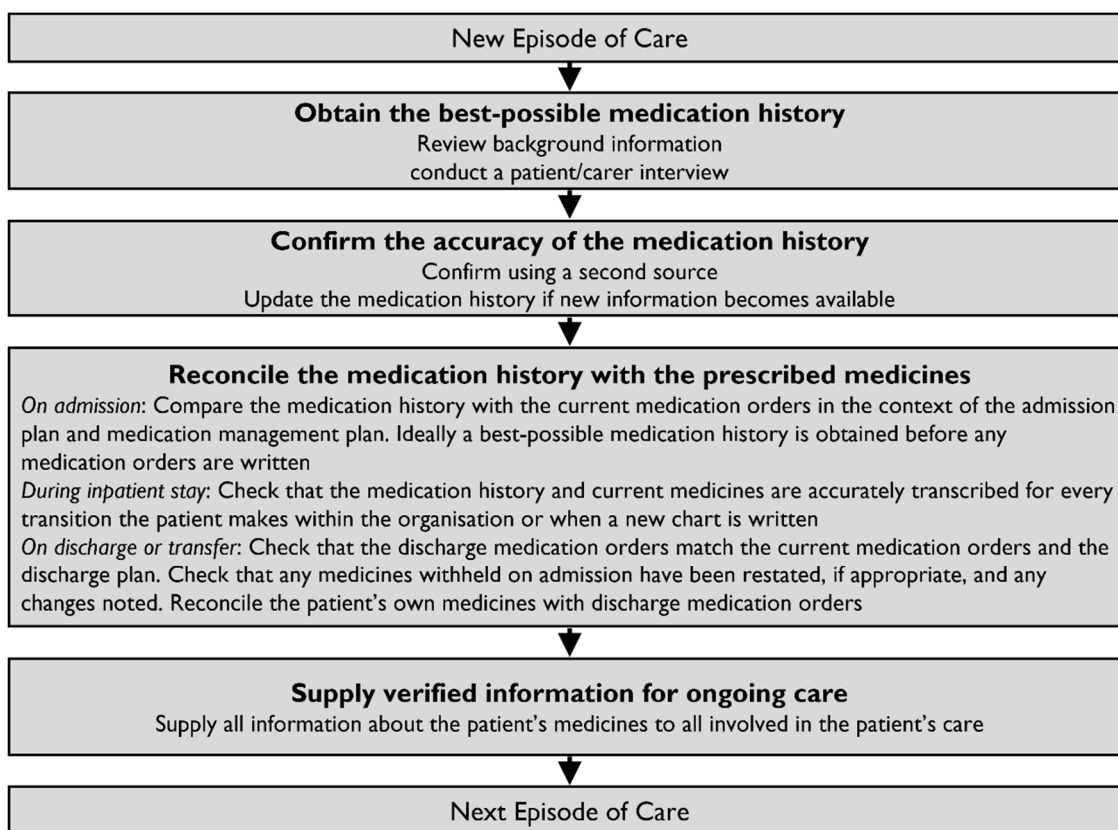 New Episode of Care
Obtain the best-possible medication history
Review background information
conduct a patient/carer interview
Confirm the accuracy of the medication history
Confirm using a second source
Update the medication history if new information becomes available
Reconcile the medication history with the prescribed medicines
On admission: Compare the medication history with the current medication orders in the context of the admission
plan and medication management plan. Ideally a best-possible medication history is obtained before any
medication orders are written
During inpatient stay: Check that the medication history and current medicines are accurately transcribed for every
transition the patient makes within the organisation or when a new chart is written
On discharge or transfer: Check that the discharge medication orders match the current medication orders and the
discharge plan. Check that any medicines withheld on admission have been restated, if appropriate, and any
changes noted. Reconcile the patient's own medicines with discharge medication orders
Supply verified information for ongoing care
Supply all information about the patient's medicines to all involved in the patient's care
Next Episode of Care